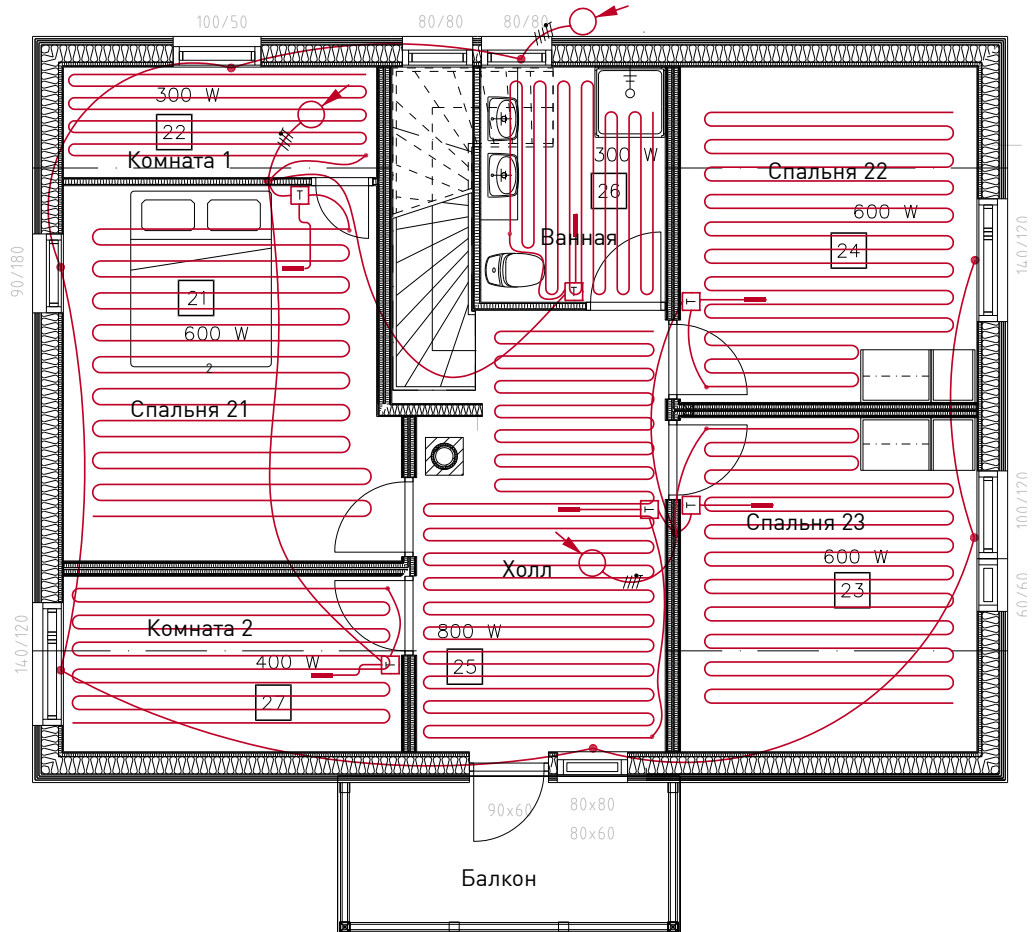 100/50
80/80
80/80
300 W
22
Комната 1
T
300 W
26
Ванная
T
Спальня 22
600 W
24
T
90/180
140/120
21
600 W
2
Спальня 21
T
T
Спальня 23
600 W
23
100/120
60/60
Холл
800 W
25
Комната 2
400 W
T
27
140/120
90x60
80x80
80x60
Балкон